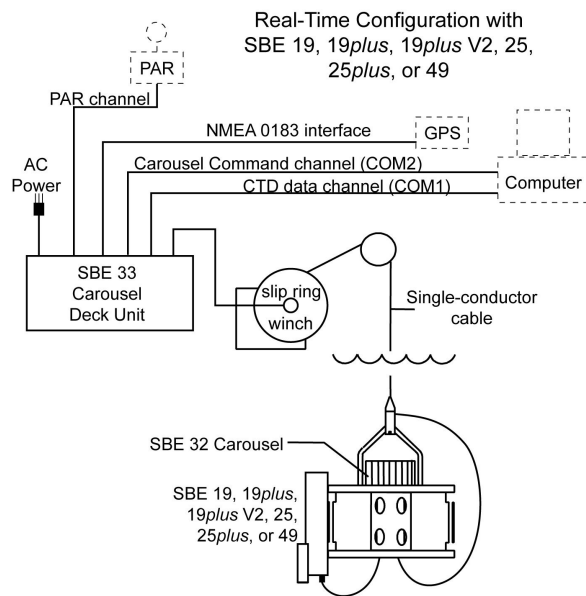 Real-Time Configuration with
SBE 19, 19plus, 19plus V2, 25,
25plus, or 49
PAR
PAR channel
NMEA 0183 interface
GPS
AC
Power
Carousel Command channel (COM2)
CTD data channel (COM1)
Computer
SBE 33
Carousel
Deck Unit
slip ring
winch
Single-conductor
cable
SBE 32 Carousel
SBE 19, 19plus,
19plus V2, 25,
25plus, or 49